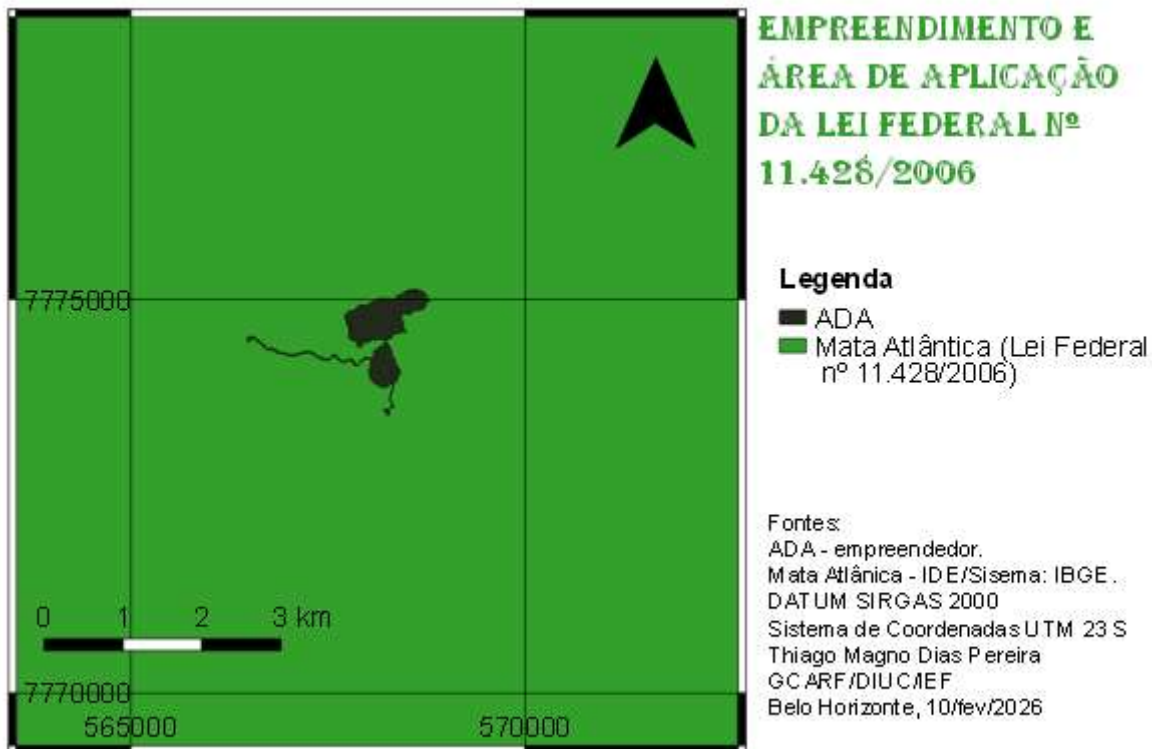 EMPREENDIMENTO E
ÁREA DE APLICAÇÃO
DA LEI FEDERAL Nº
11.428/2006
Legenda
ADA
Mata Atlântica (Lei Federal
nº 11.428/2006)
7775000
0 1 2 3 km
7770000
565000 570000
Fontes:
ADA - empreendedor.
Mata Atlânica - IDE/Sisema: IBGE.
DATUM SIRGAS 2000
Sistema de Coordenadas UTM 23 S
Thiago Magno Dias Pereira
GCARF/DIUC/IEF
Belo Horizonte, 10/fev/2026